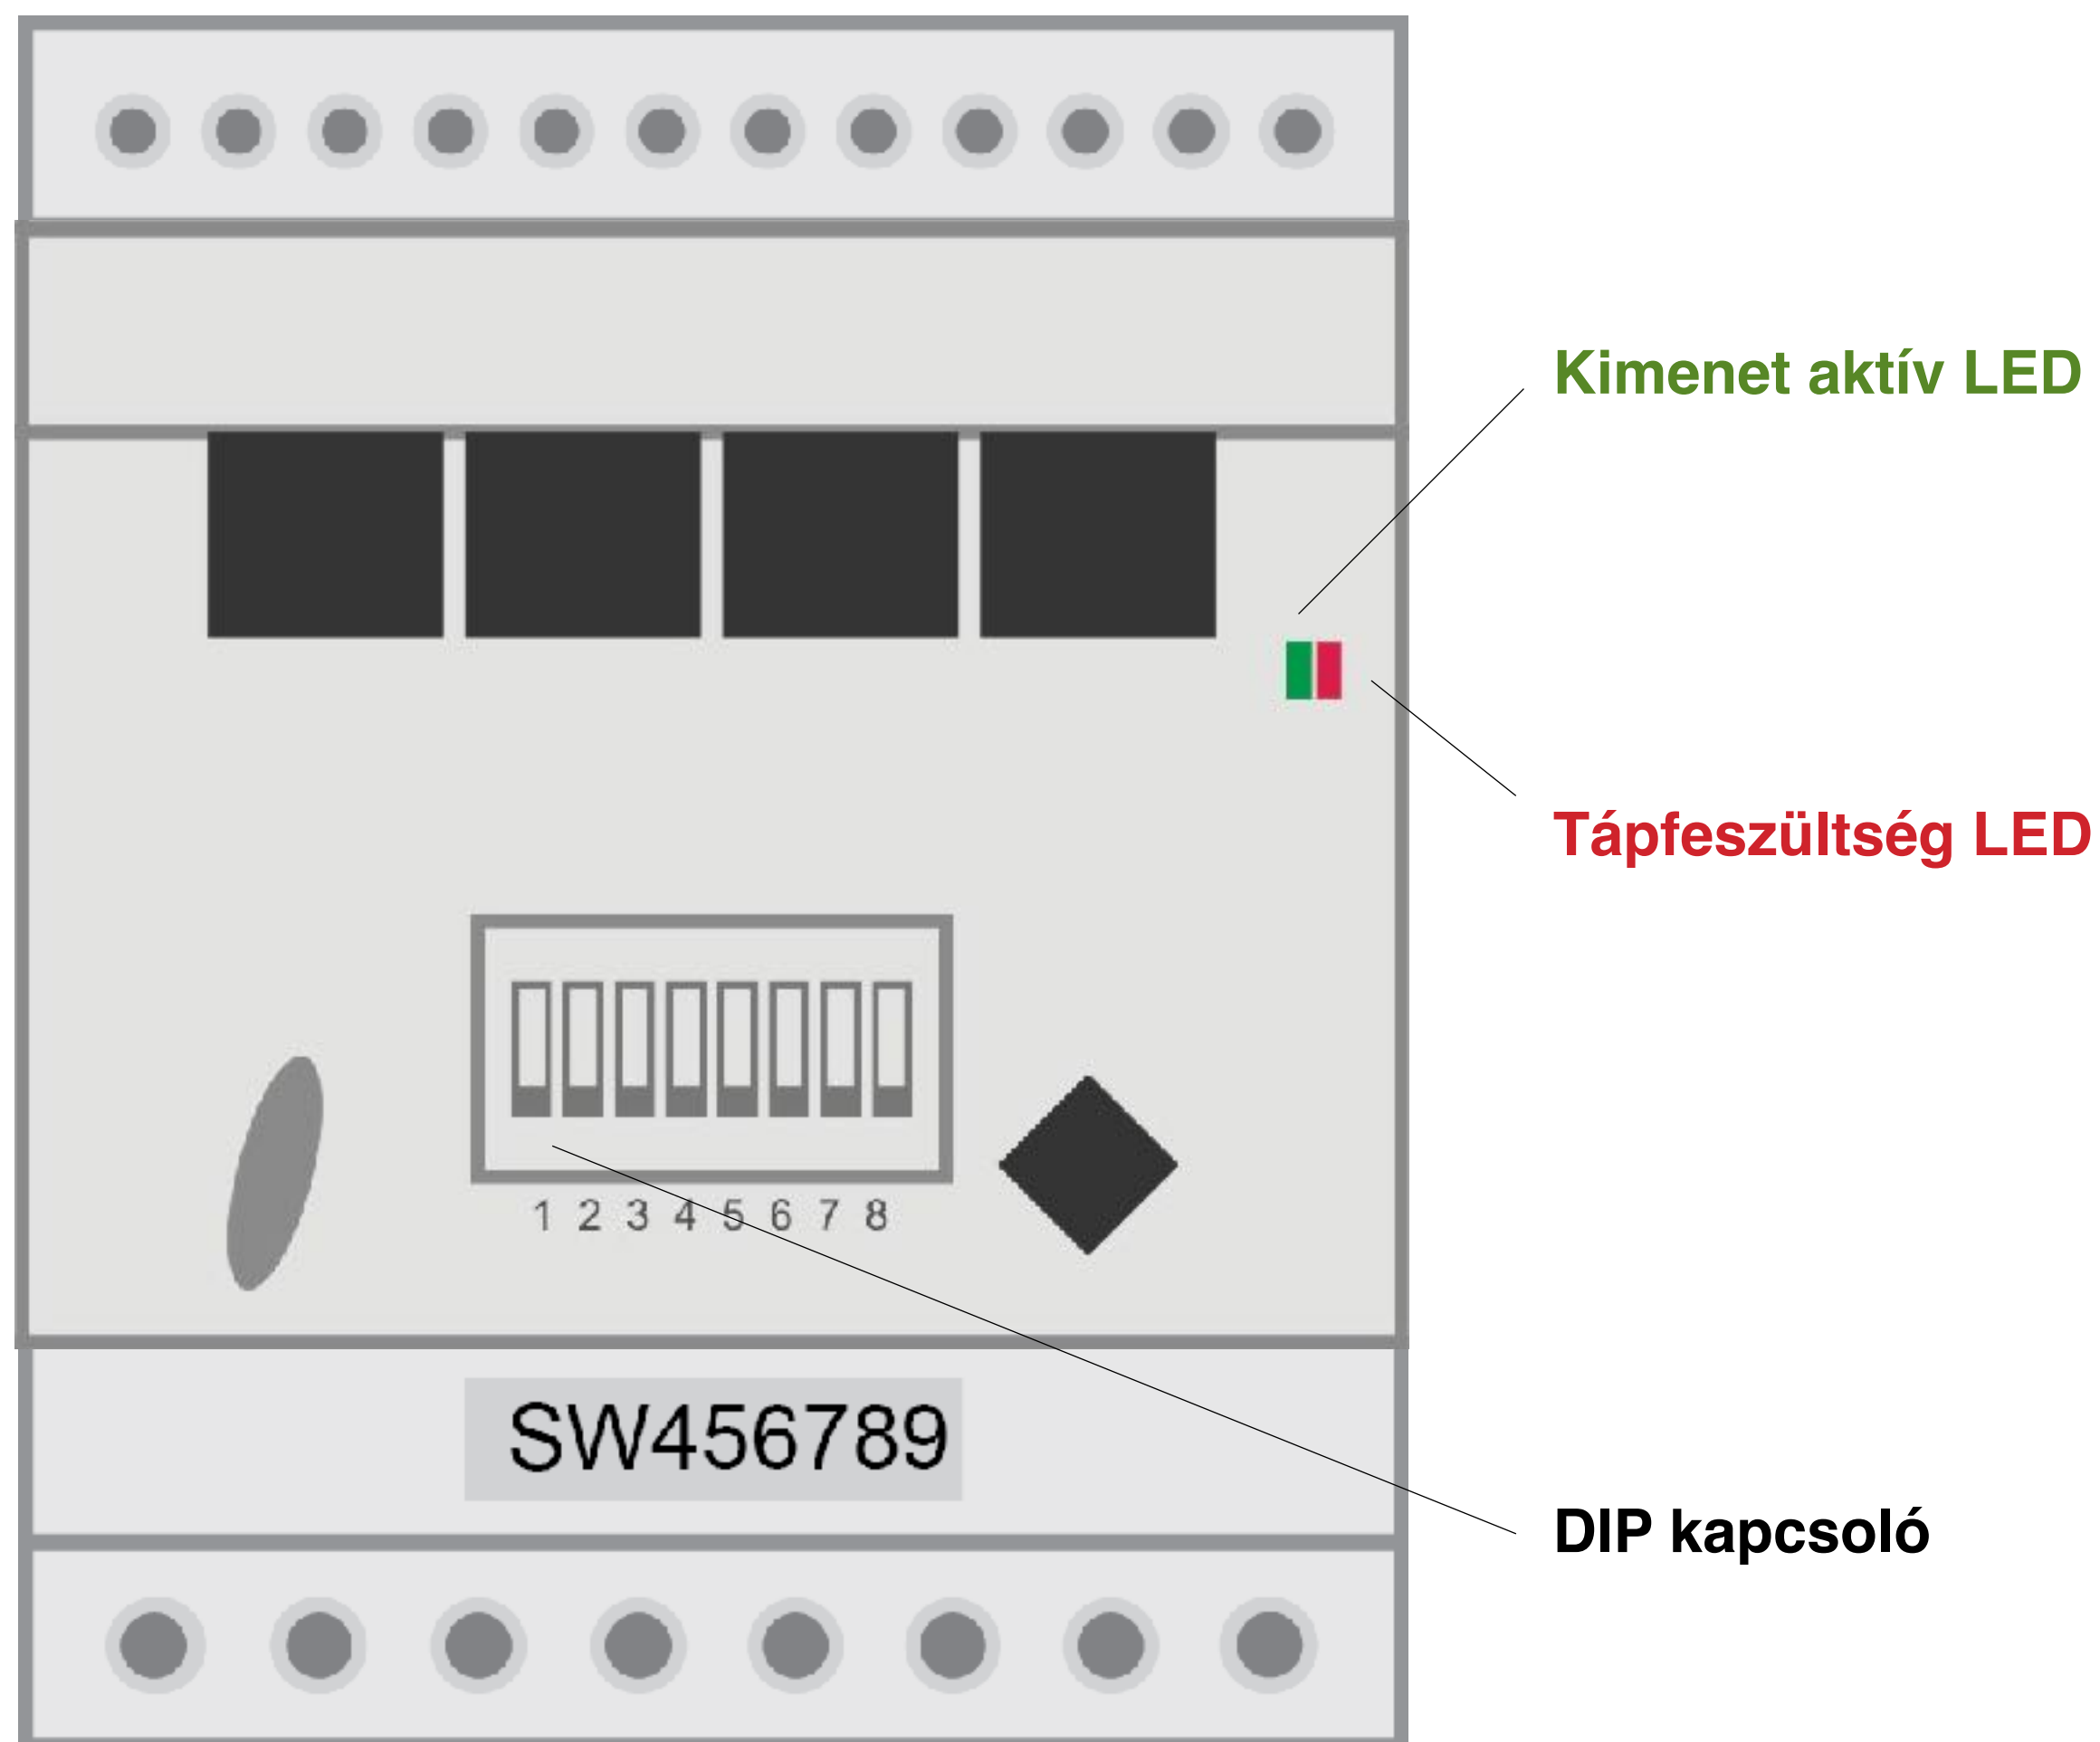 Kimenet aktív LED
Tápfeszültség LED
1 2 3 4 5 6 7 8
SW456789
DIP kapcsoló